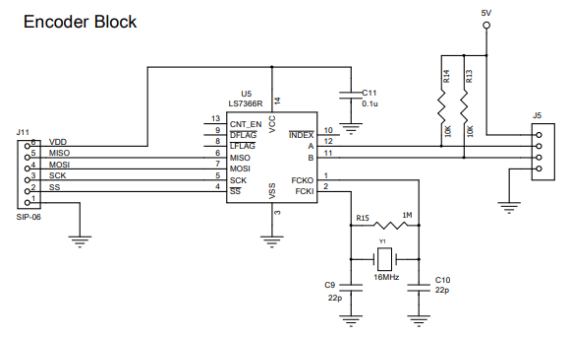 Encoder Block
5V
J11
6 VDD
5 MISO
4 MOSI
3 SCK
2 SS
1
SIP-06
U5
LS7366R
14
VCC
13 CNT_EN
9 DFLAG
8 LFLAG
6 MISO
7 MOSI
5 SCK
4 SS
VSS
3
INDEX 10
A 12
B 11
FCKO 1
FCKI 2
C11
0.1u
R14
10K
R13
10K
J5
R15 1M
Y1
16MHz
C9
22p
C10
22p